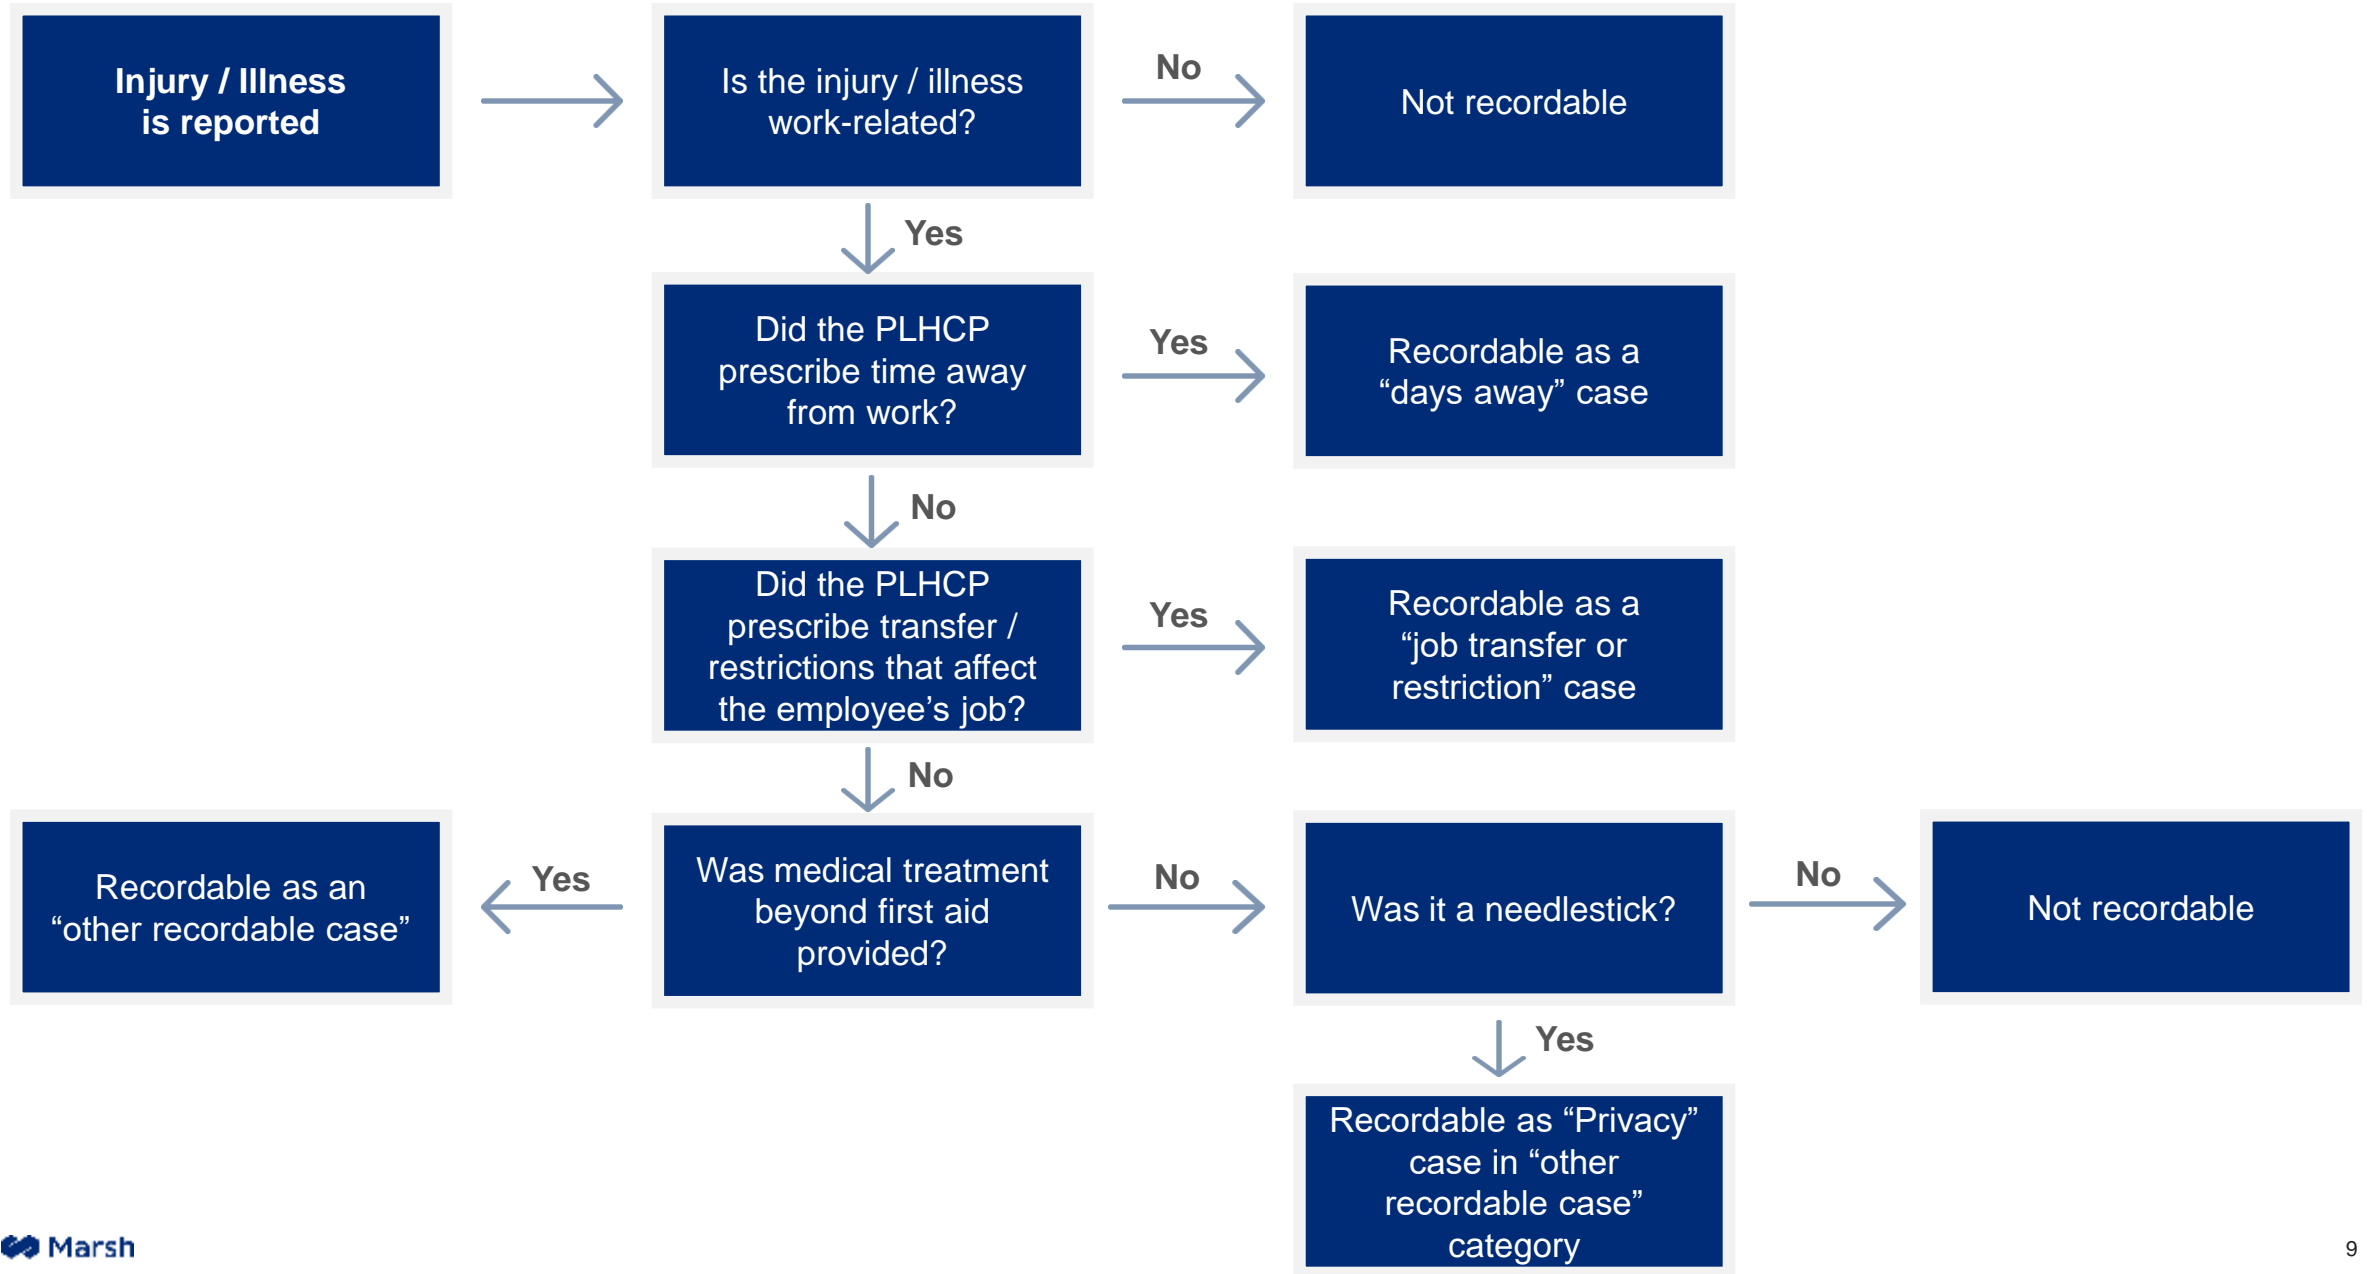 Injury / Illness
is reported
Is the injury / illness
work-related?
No
Not recordable
Yes
Did the PLHCP
prescribe time away
from work?
Yes
Recordable as a
“days away” case
No
Did the PLHCP
prescribe transfer /
restrictions that affect
the employee’s job?
Yes
Recordable as a
“job transfer or
restriction” case
No
Recordable as an
“other recordable case”
Yes
Was medical treatment
beyond first aid
provided?
No
Was it a needlestick?
No
Not recordable
Yes
Recordable as “Privacy”
case in “other
recordable case”
category
Marsh
9